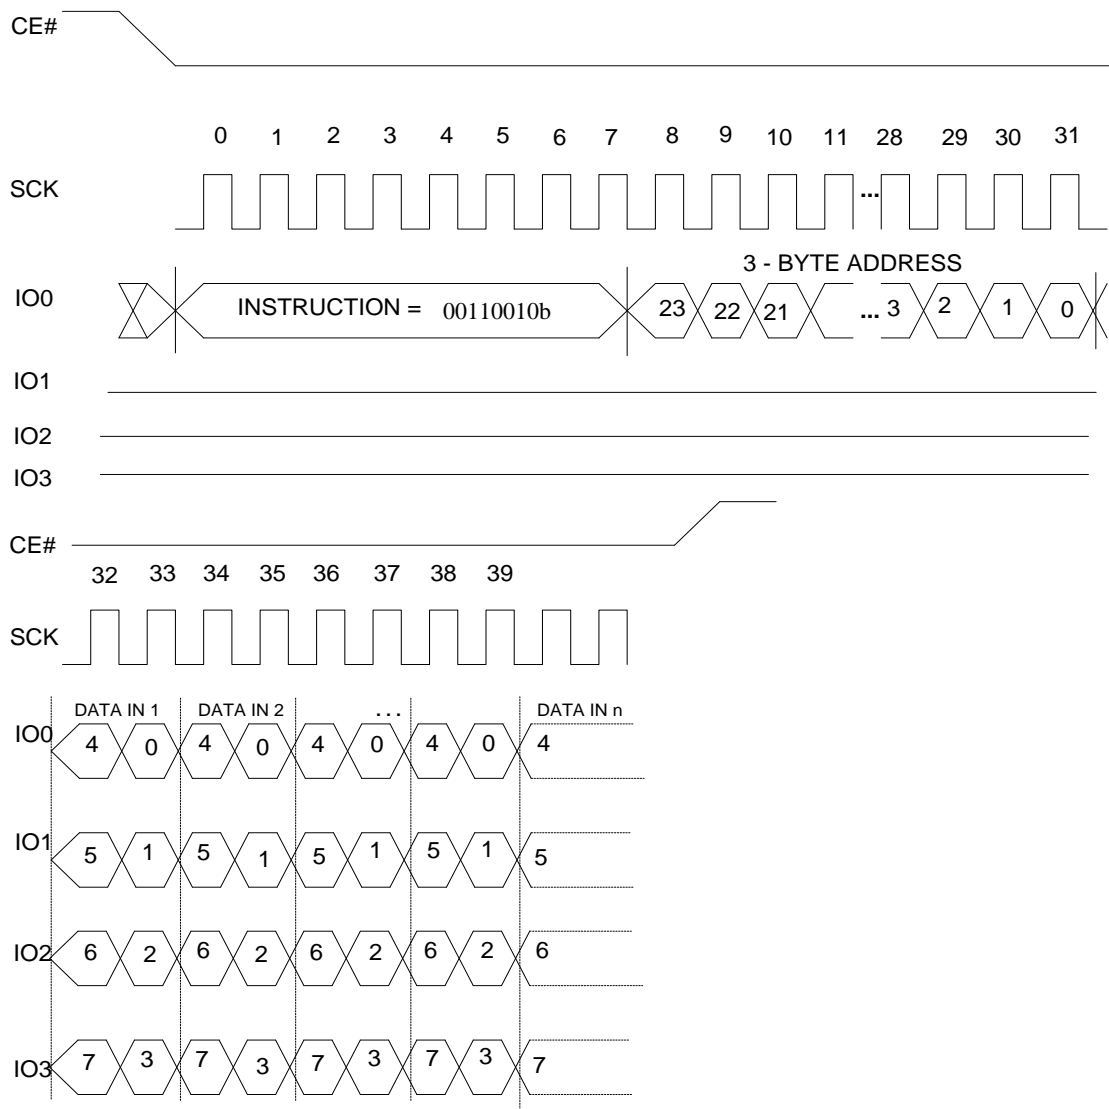 CE#
0 1 2 3 4 5 6 7 8 9 10 11 28 29 30 31
SCK ...
3 - BYTE ADDRESS
IO0 INSTRUCTION = 00110010b 23 22 21 ... 3 2 1 0
IO1
IO2
IO3
CE#
32 33 34 35 36 37 38 39
SCK
DATA IN 1 DATA IN 2 ... DATA IN n
IO0 4 0 4 0 4 0 4 0 4
IO1 5 1 5 1 5 1 5 1 5
IO2 6 2 6 2 6 2 6 2 6
IO3 7 3 7 3 7 3 7 3 7